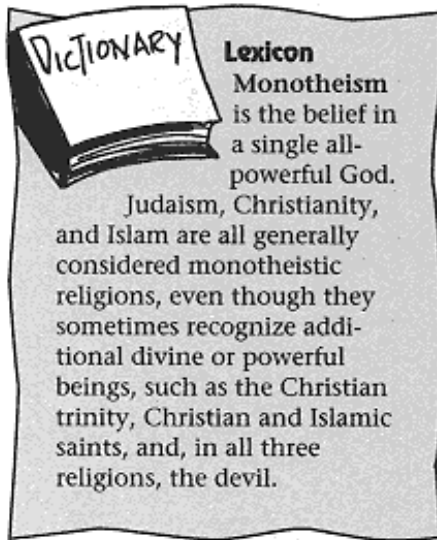 DICTIONARY
Lexicon
Monotheism
is the belief in
a single all-
powerful God.
Judaism, Christianity,
and Islam are all generally
considered monotheistic
religions, even though they
sometimes recognize addi-
tional divine or powerful
beings, such as the Christian
trinity, Christian and Islamic
saints, and, in all three
religions, the devil.